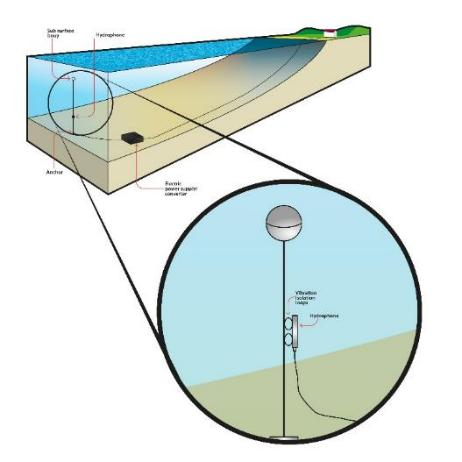 Sub surface
buoy
Hydrophone
Anchor
Electric
power supply
converter
Vibration
isolation
loops
Hydrophone